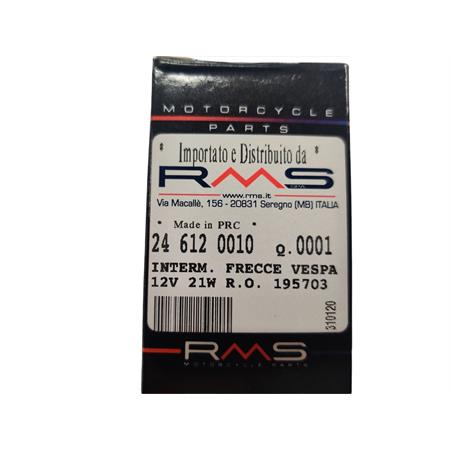 MOTORCYCLE
PARTS
* Importato e Distribuito da *
RMS
www.rms.it
Via Macallè, 156 - 20831 Seregno (MB) ITALIA
* Made in PRC *
24 612 0010 Q.0001
INTERM. FRECCE VESPA
12V 21W R.O. 195703
310120
RMS
MOTORCYCLE PARTS